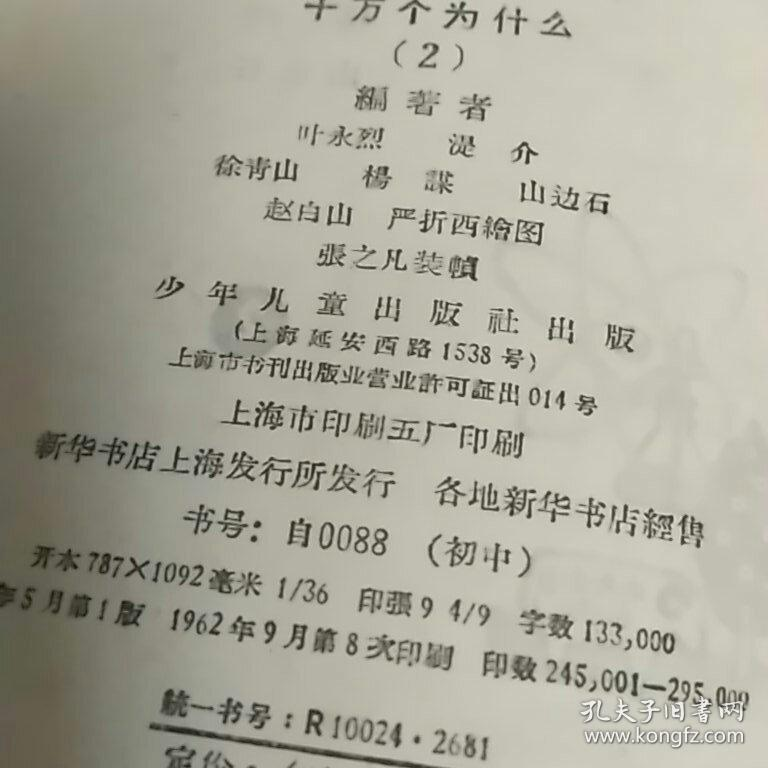 十万个为什么
(2)
編著者
叶永烈 湜介
徐青山 楊謀 山边石
赵白山 严折西繪图
張之凡装幀
少年儿童出版社出版
(上海延安西路1538号)
上海市书刊出版业营业許可証出014号
上海市印刷五厂印刷
新华书店上海发行所发行 各地新华书店經售
书号：自0088 (初中)
开本787×1092毫米 1/36 印張9 4/9 字数133,000
年5月第1版 1962年9月第8次印刷 印数245,001—295,000
統一书号：R10024·2681
定价：
孔夫子旧书网
www.kongfz.com